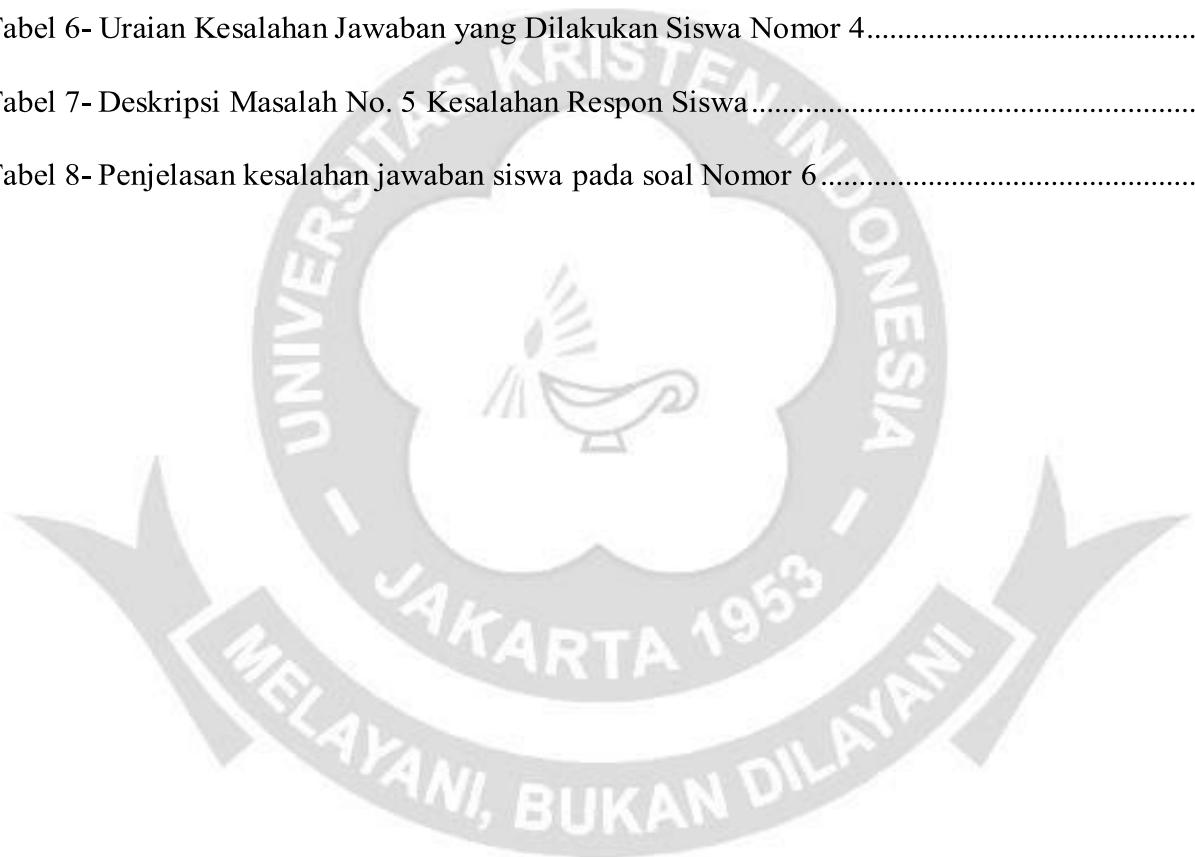 Tabel 6- Uraian Kesalahan Jawaban yang Dilakukan Siswa Nomor 4..........................................
Tabel 7- Deskripsi Masalah No. 5 Kesalahan Respon Siswa.........................................................
Tabel 8- Penjelasan kesalahan jawaban siswa pada soal Nomor 6................................................
UNIVERSITAS KRISTEN INDONESIA
- JAKARTA 1953 -
MELAYANI, BUKAN DILAYANI